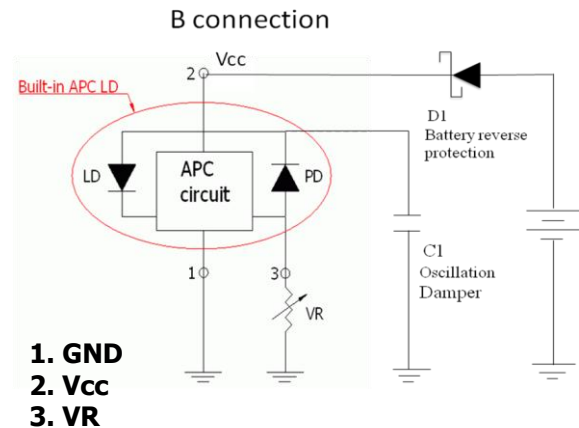 B connection
2 Vcc
Built-in APC LD
D1
Battery reverse
protection
LD
APC
circuit
PD
1
3
C1
Oscillation
Damper
VR
1. GND
2. Vcc
3. VR